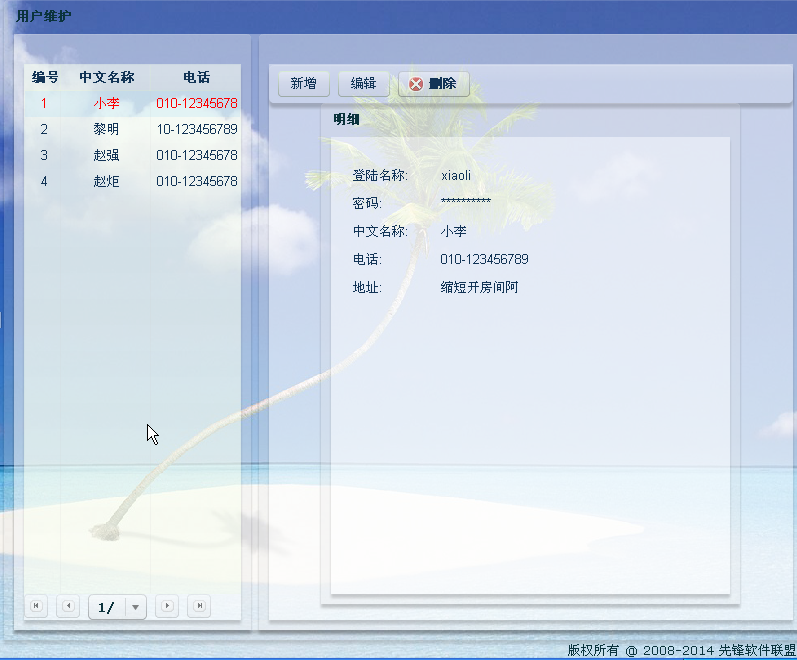 用户维护
编号 中文名称 电话
1 小李 010-12345678
2 黎明 10-123456789
3 赵强 010-12345678
4 赵炬 010-12345678
1/
新增 编辑 删除
明细
登陆名称: xiaoli
密码: **********
中文名称: 小李
电话: 010-123456789
地址: 缩短开房间阿
版权所有 @ 2008-2014 先锋软件联盟